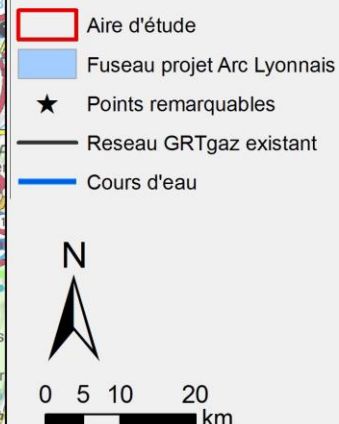 Aire d'étude
Fuseau projet Arc Lyonnais
Points remarquables
Reseau GRTgaz existant
Cours d'eau
N
0 5 10 20
km